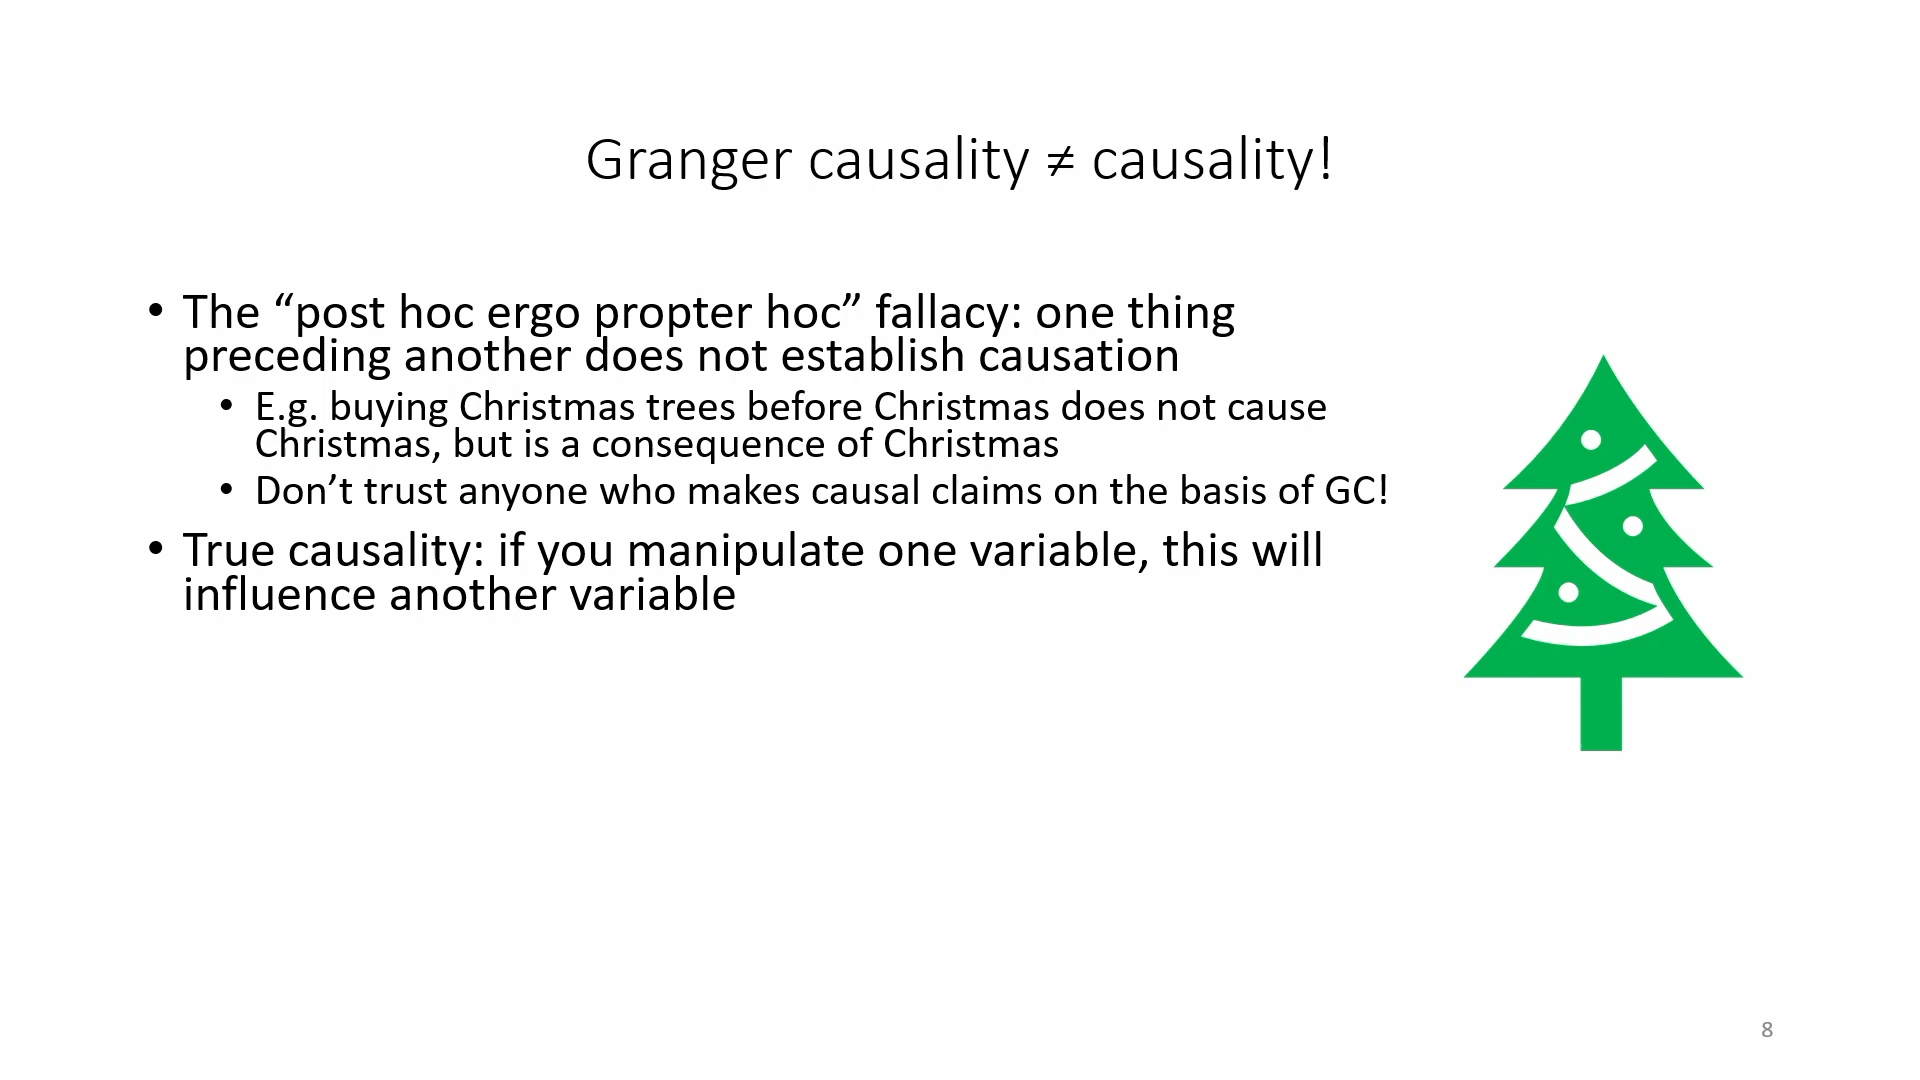 Granger causality ≠ causality!
• The “post hoc ergo propter hoc” fallacy: one thing
preceding another does not establish causation
• E.g. buying Christmas trees before Christmas does not cause
Christmas, but is a consequence of Christmas
• Don’t trust anyone who makes causal claims on the basis of GC!
• True causality: if you manipulate one variable, this will
influence another variable
8